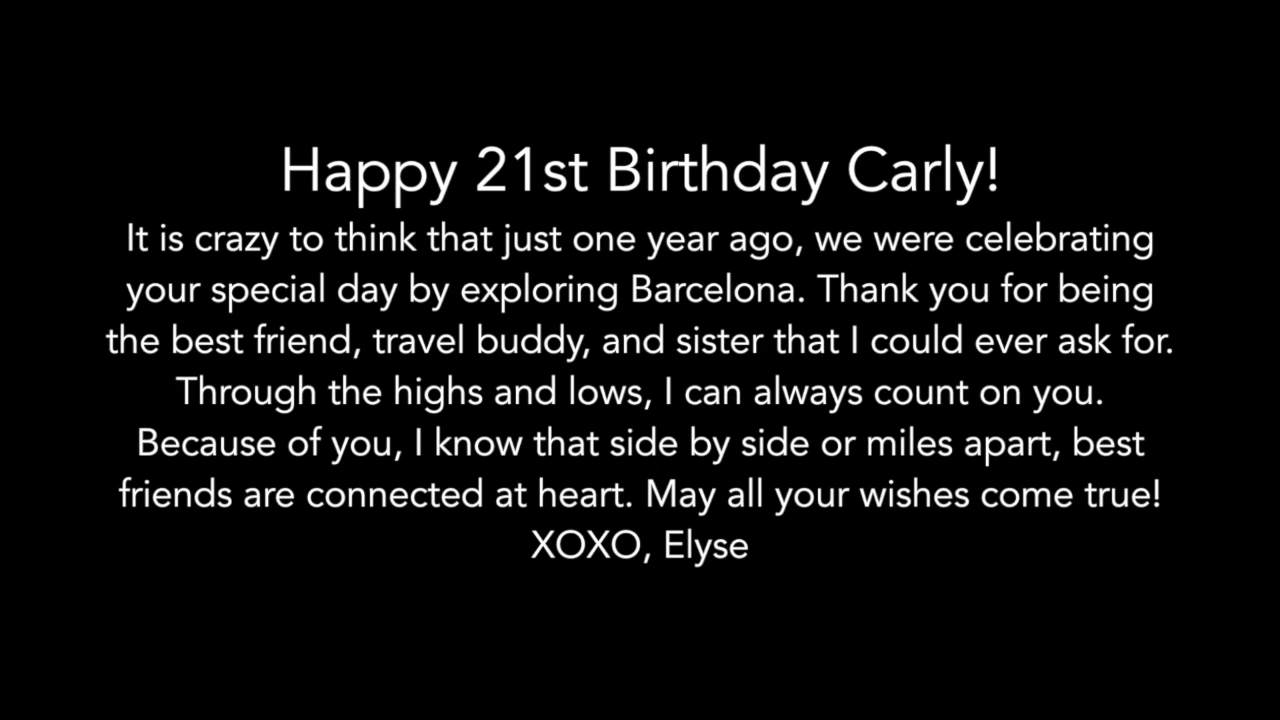 Happy 21st Birthday Carly!
It is crazy to think that just one year ago, we were celebrating
your special day by exploring Barcelona. Thank you for being
the best friend, travel buddy, and sister that I could ever ask for.
Through the highs and lows, I can always count on you.
Because of you, I know that side by side or miles apart, best
friends are connected at heart. May all your wishes come true!
XOXO, Elyse